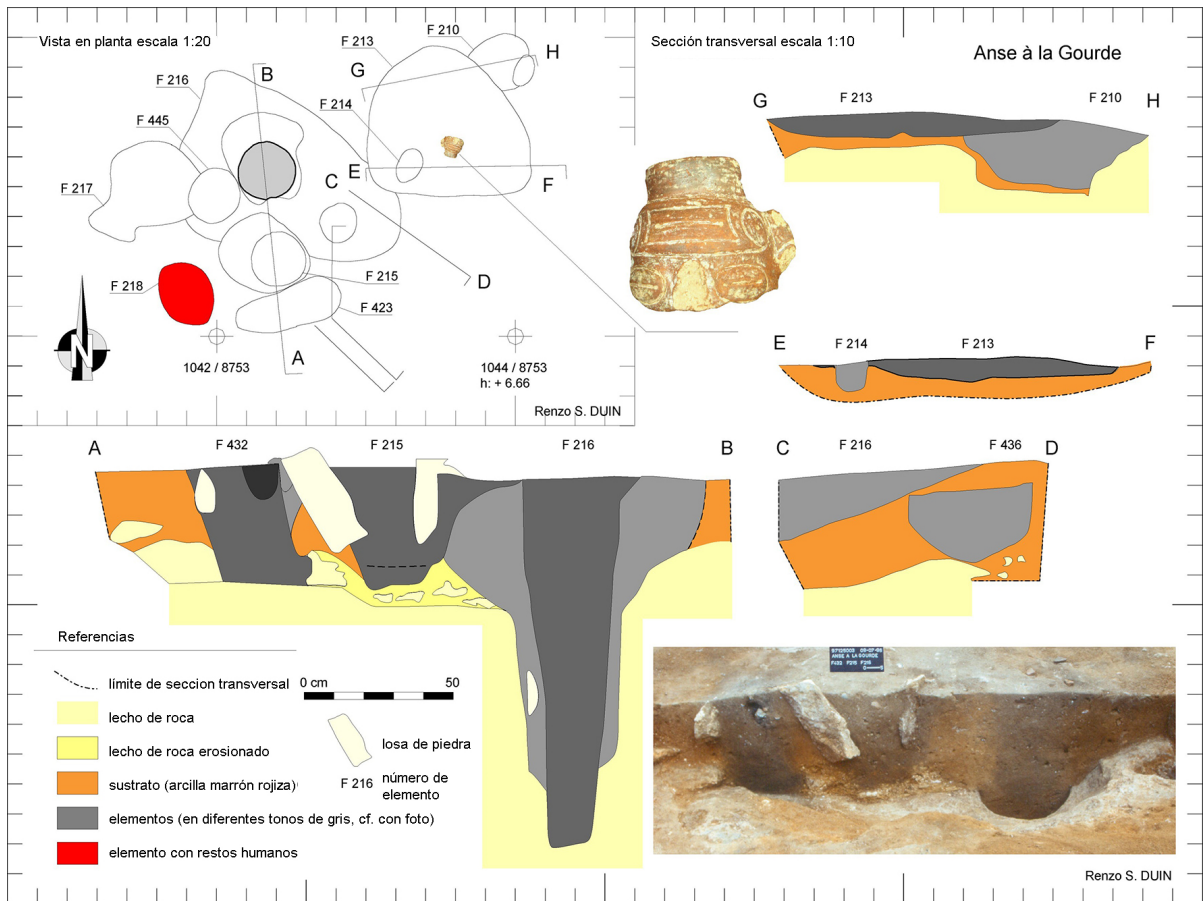 Vista en planta escala 1:20
F 213
F 210
H
G
B
F 216
F 214
F 445
E
C
F
F 217
F 215
D
F 218
F 423
N
A
1042 / 8753
1044 / 8753
h: + 6.66
Renzo S. DUIN
Sección transversal escala 1:10
Anse à la Gourde
G
F 213
F 210
H
E
F 214
F 213
F
A
F 432
F 215
F 216
B
C
F 216
F 436
D
Referencias
límite de seccion transversal
lecho de roca
lecho de roca erosionado
sustrato (arcilla marrón rojiza)
elementos (en diferentes tonos de gris, cf. con foto)
elemento con restos humanos
0 cm
50
losa de piedra
F 216
número de
elemento
ANSE A LA GOURDE
Renzo S. DUIN